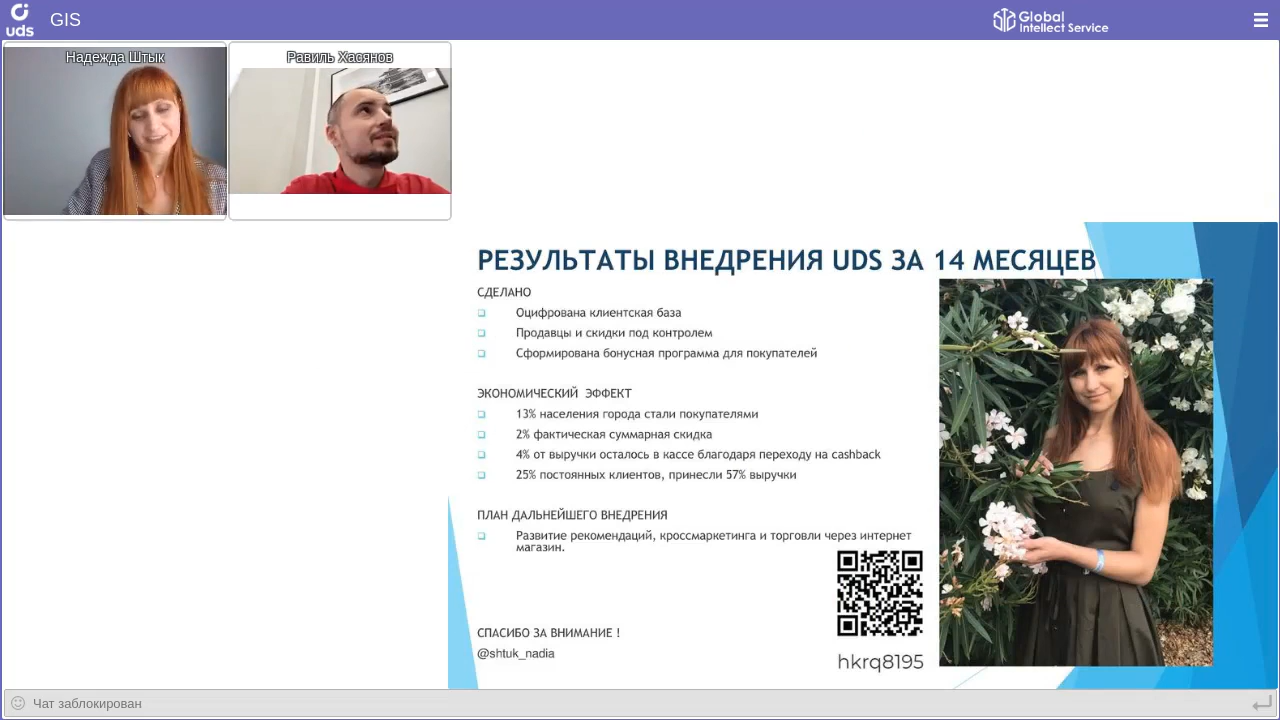 uds
GIS
Global
Intellect Service
Надежда Штык
Равиль Хасянов
РЕЗУЛЬТАТЫ ВНЕДРЕНИЯ UDS ЗА 14 МЕСЯЦЕВ
СДЕЛАНО
Оцифрована клиентская база
Продавцы и скидки под контролем
Сформирована бонусная программа для покупателей
ЭКОНОМИЧЕСКИЙ ЭФФЕКТ
13% населения города стали покупателями
2% фактическая суммарная скидка
4% от выручки осталось в кассе благодаря переходу на cashback
25% постоянных клиентов, принесли 57% выручки
ПЛАН ДАЛЬНЕЙШЕГО ВНЕДРЕНИЯ
Развитие рекомендаций, кроссмаркетинга и торговли через интернет
магазин.
СПАСИБО ЗА ВНИМАНИЕ !
@shtuk_nadia
hkrq8195
Чат заблокирован